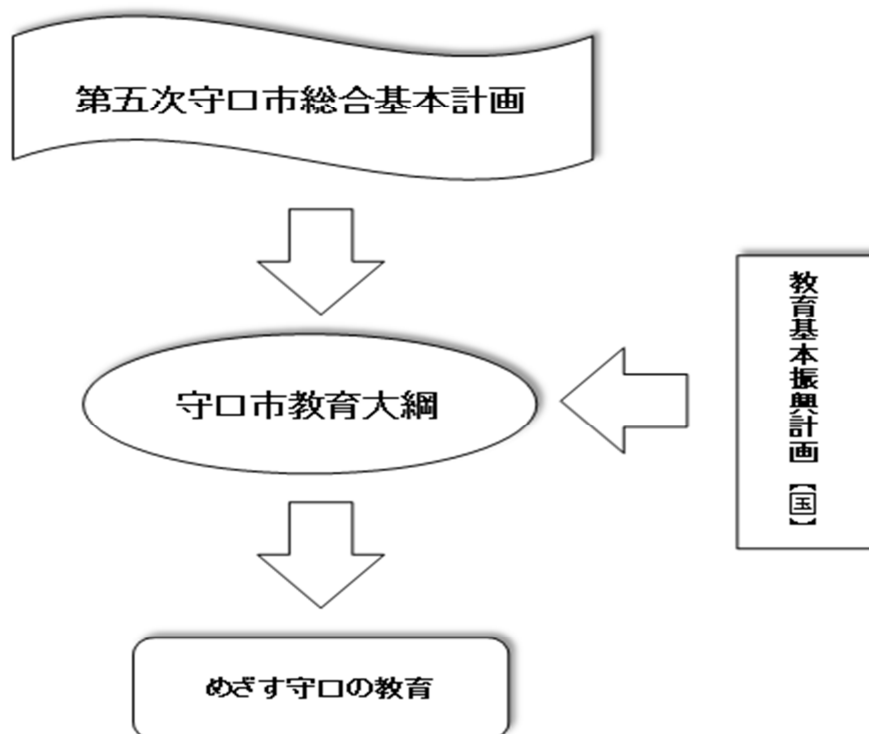 第五次守口市総合基本計画
守口市教育大綱
教育基本振興計画【国】
めざす守口の教育